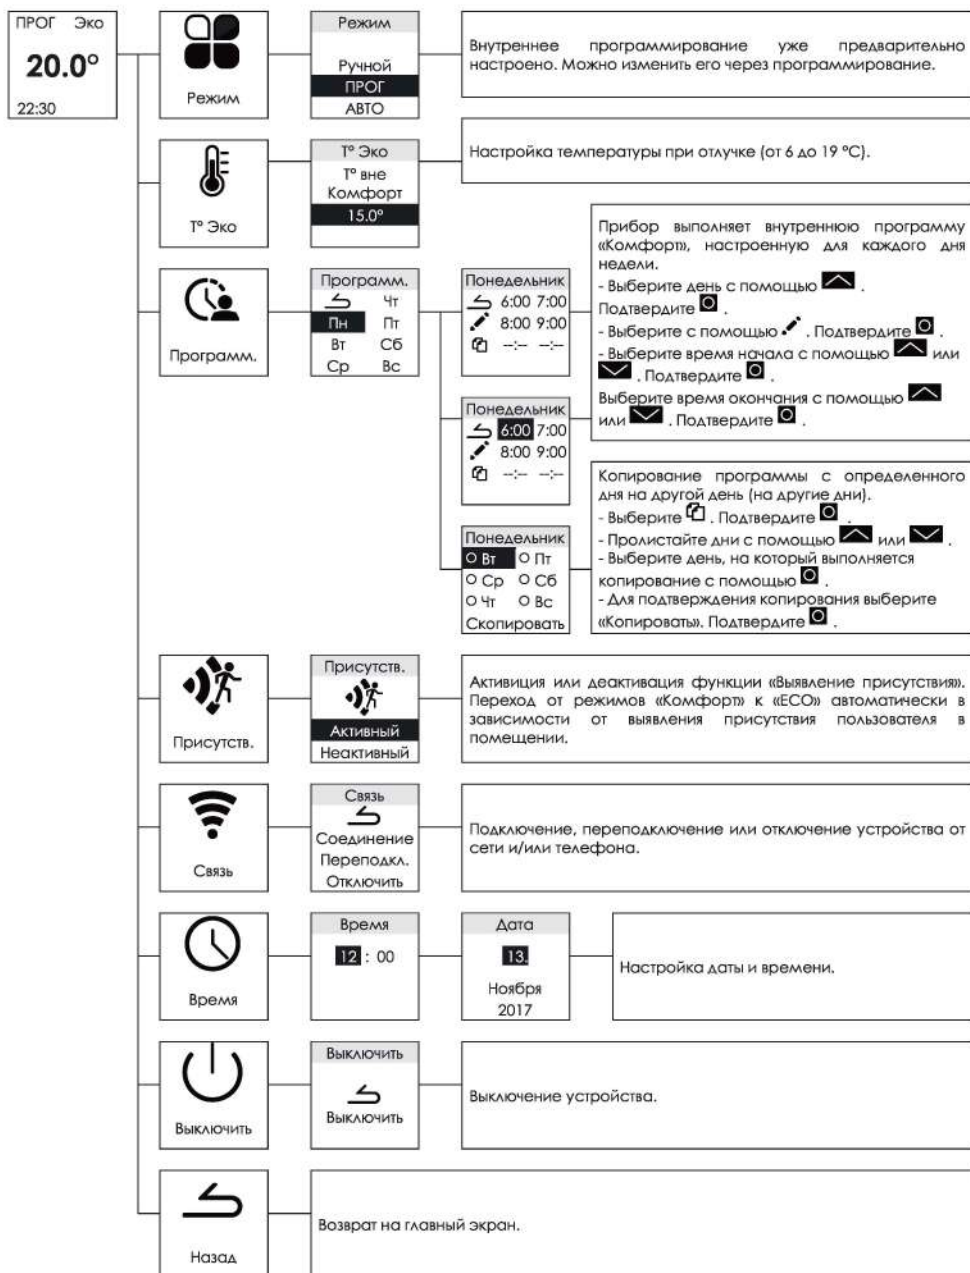 ПРОГ Эко
20.0°
22:30
Режим
Режим
Ручной
ПРОГ
АВТО
Внутреннее программирование уже предварительно
настроено. Можно изменить его через программирование.
Т° Эко
Т° Эко
Т° вне
Комфорт
15.0°
Настройка температуры при отлучке (от 6 до 19 °С).
Программ.
Программ.
Чт
Пн Пт
Вт Сб
Ср Вс
Понедельник
6:00 7:00
8:00 9:00
--:-- --:--
Понедельник
6:00 7:00
8:00 9:00
--:-- --:--
Прибор выполняет внутреннюю программу
«Комфорт», настроенную для каждого дня
недели.
- Выберите день с помощью .
Подтвердите .
- Выберите с помощью . Подтвердите .
- Выберите время начала с помощью или
. Подтвердите .
Выберите время окончания с помощью
или . Подтвердите .
Понедельник
Вт Пт
Ср Сб
Чт Вс
Скопировать
Копирование программы с определенного
дня на другой день (на другие дни).
- Выберите . Подтвердите .
- Пролистайте дни с помощью или .
- Выберите день, на который выполняется
копирование с помощью .
- Для подтверждения копирования выберите
«Копировать». Подтвердите .
Присутств.
Присутств.
Активный
Неактивный
Активиция или деактивация функции «Выявление присутствия».
Переход от режимов «Комфорт» к «ECO» автоматически в
зависимости от выявления присутствия пользователя в
помещении.
Связь
Связь
Соединение
Переподкл.
Отключить
Подключение, переподключение или отключение устройства от
сети и/или телефона.
Время
Время
12 : 00
Дата
13.
Ноября
2017
Настройка даты и времени.
Выключить
Выключить
Выключить
Выключение устройства.
Назад
Возврат на главный экран.